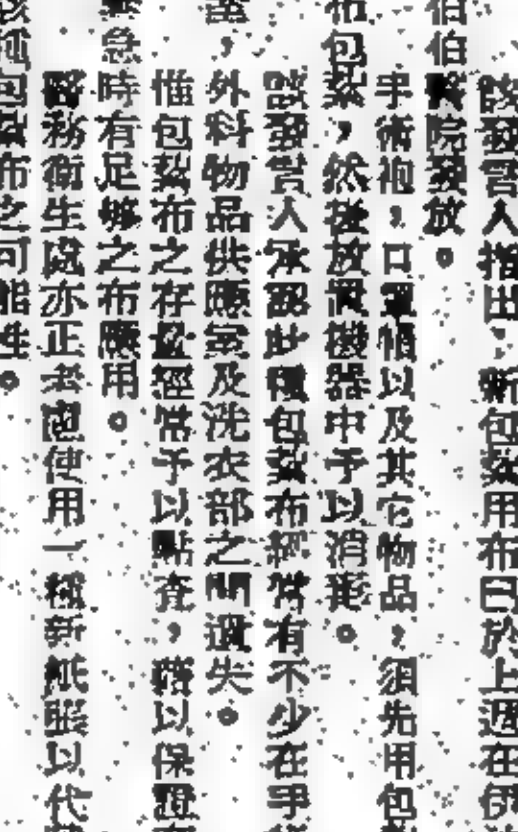 該發言人指出,新包紮用布已於上週在伊
伯伯醫院發放。
手術袍,口罩帽以及其它物品,須先用包
布包紮,然後放置機器中予以消毒。
該發言人承認此種包紮布經常有不少在手
外科物品供應室及洗衣部之間遺失。
惟包紮布之存量經常予以點查,藉以保證
緊急時有足够之布應用。
醫務衛生處亦正考慮使用一種新紙張以代
該種包紮布之可能性。